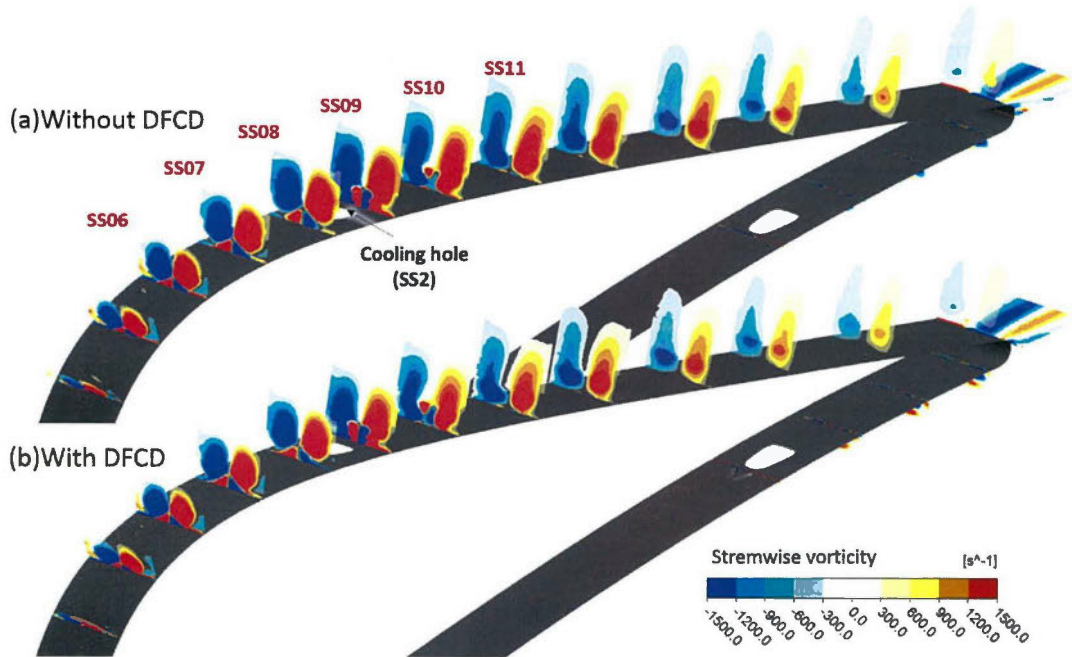 SS11
SS10
SS09
(a)Without DFCD
SS08
SS07
SS06
Cooling hole
(SS2)
(b)With DFCD
Stremwise vorticity [s^-1]
-1500.0 -1200.0 -900.0 -600.0 -300.0 0.0 300.0 600.0 900.0 1200.0 1500.0